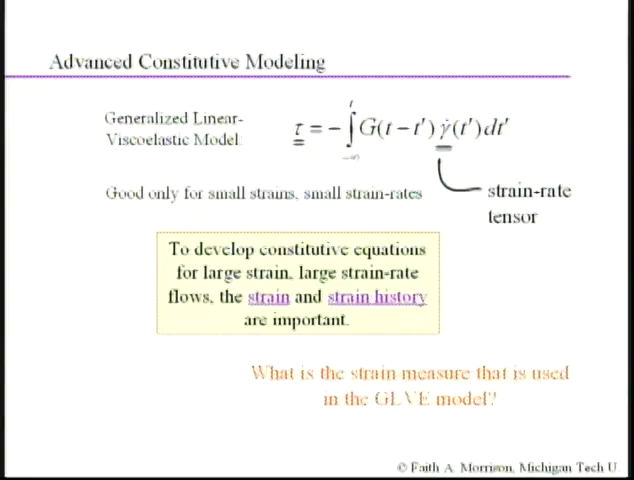 Advanced Constitutive Modeling
Generalized Linear-
Viscoelastic Model:
τ = − ∫_{−∞}^{t} G(t − t′) γ̇(t′) dt′
Good only for small strains, small strain-rates
strain-rate
tensor
To develop constitutive equations
for large strain, large strain-rate
flows, the strain and strain history
are important.
What is the strain measure that is used
in the GLVE model?
© Faith A. Morrison, Michigan Tech U.